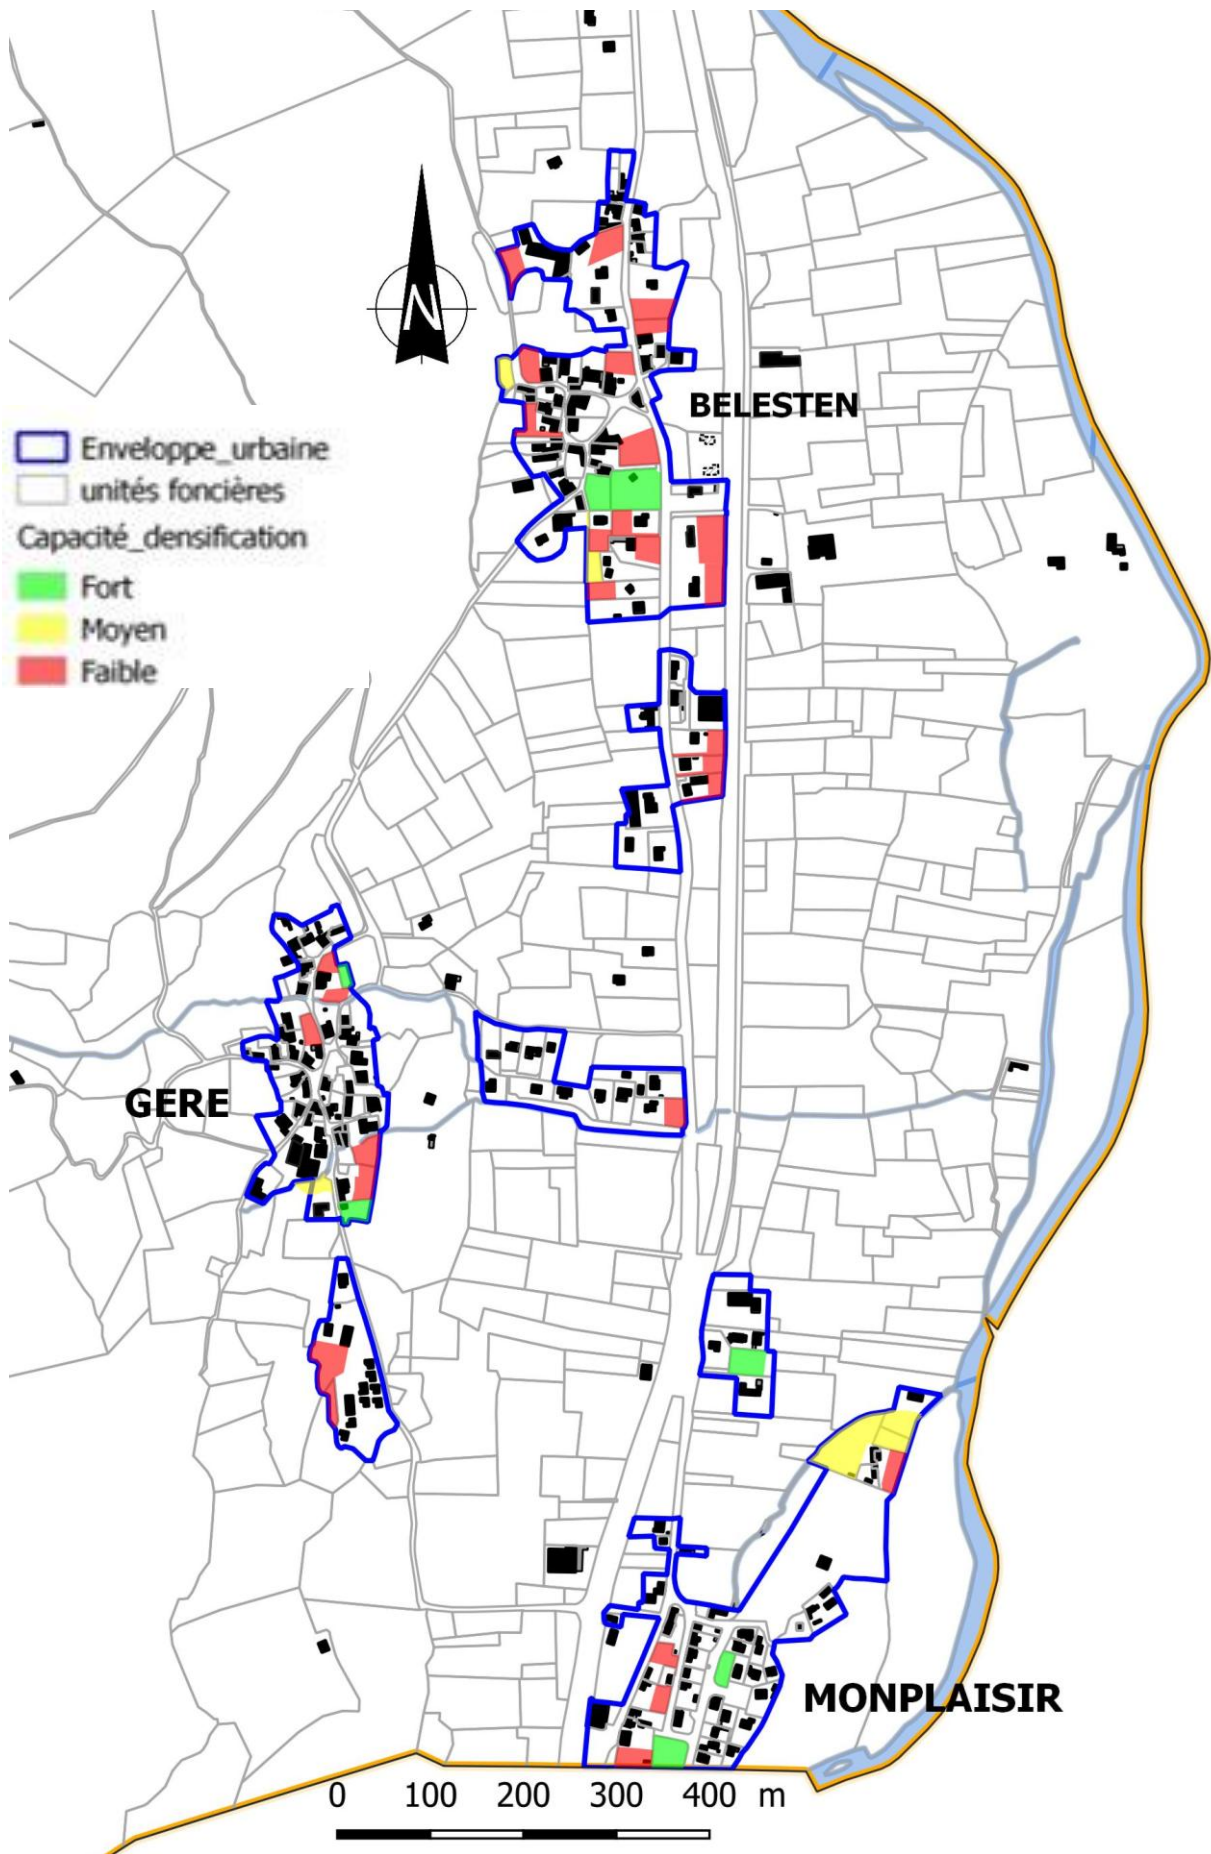 N
BELESTEN
Enveloppe_urbaine
unités foncières
Capacité_densification
Fort
Moyen
Faible
GERE
MONPLAISIR
0 100 200 300 400 m